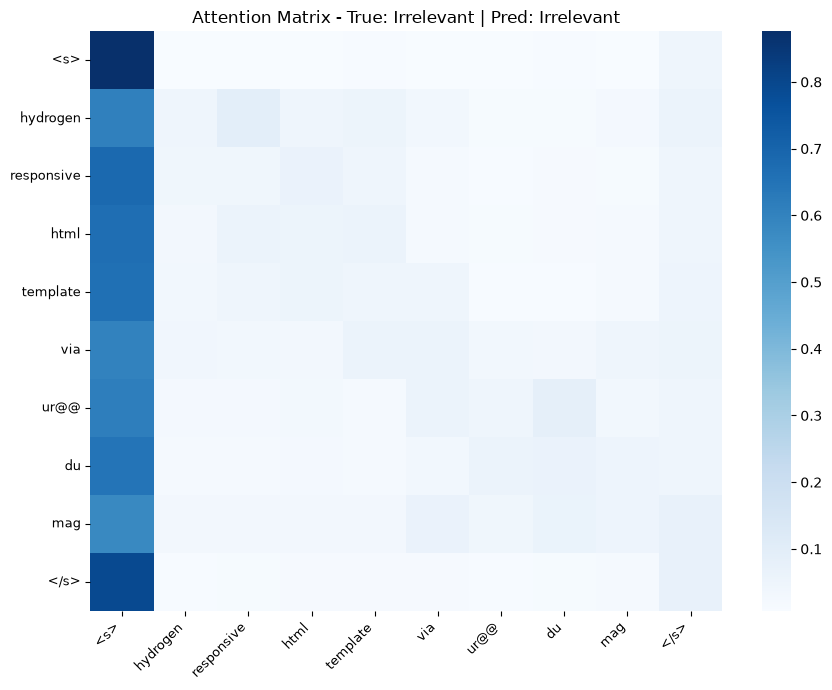 Attention Matrix - True: Irrelevant | Pred: Irrelevant
<s>
hydrogen
responsive
html
template
via
ur@@
du
mag
</s>
0.8
0.7
0.6
0.5
0.4
0.3
0.2
0.1
<s>
hydrogen
responsive
html
template
via
ur@@
du
mag
</s>